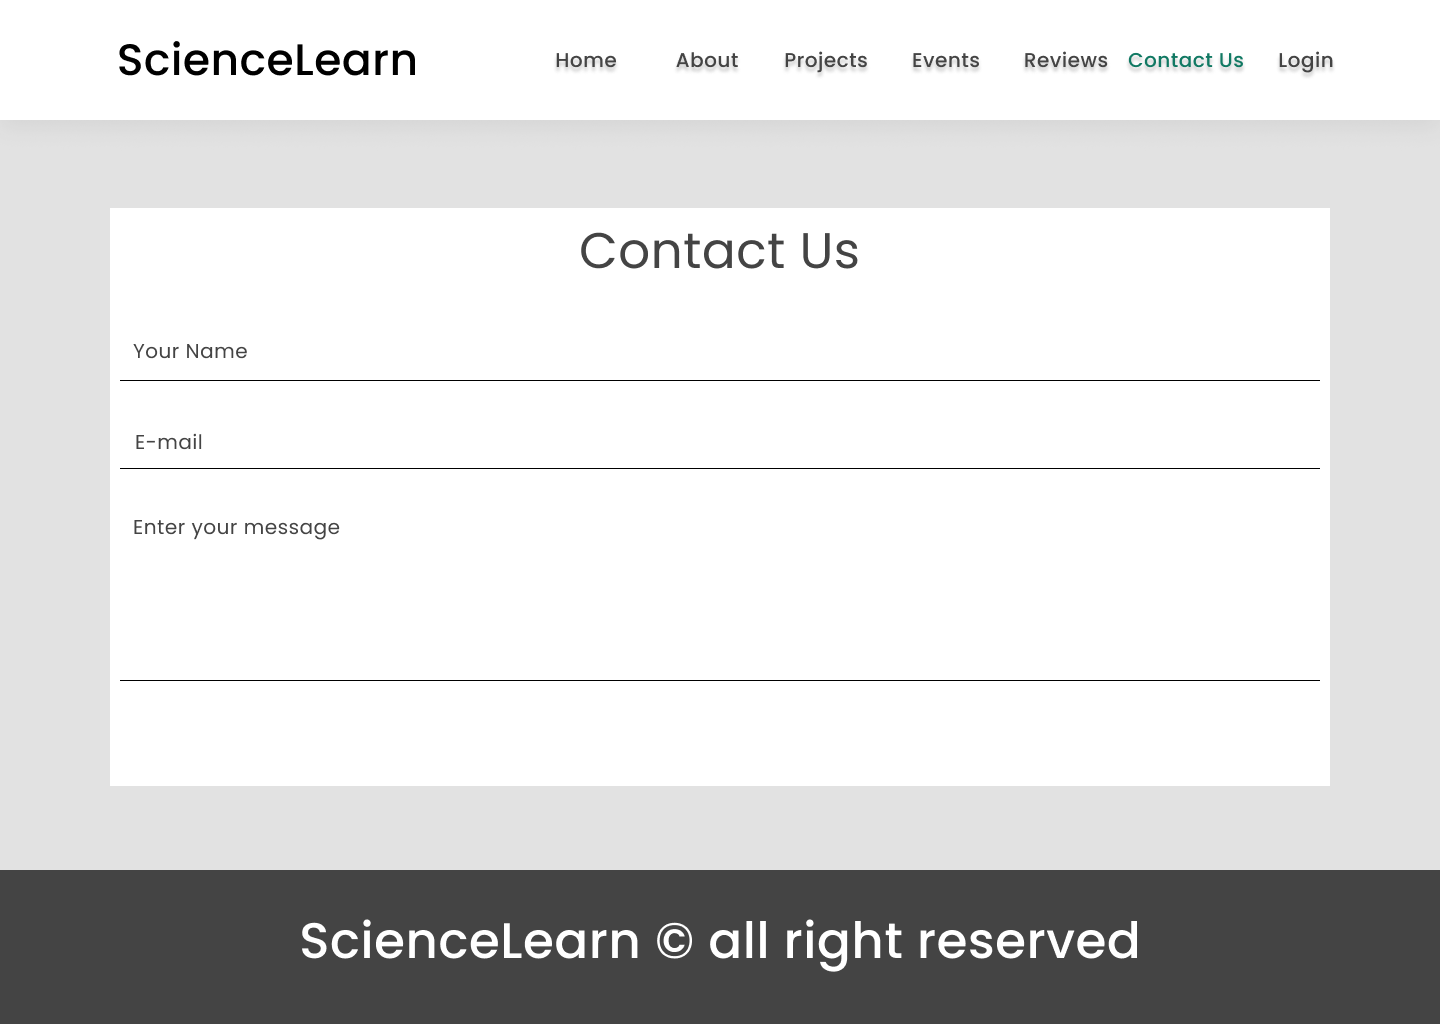 ScienceLearn
Home About Projects Events Reviews Contact Us Login
Contact Us
Your Name
E-mail
Enter your message
ScienceLearn © all right reserved